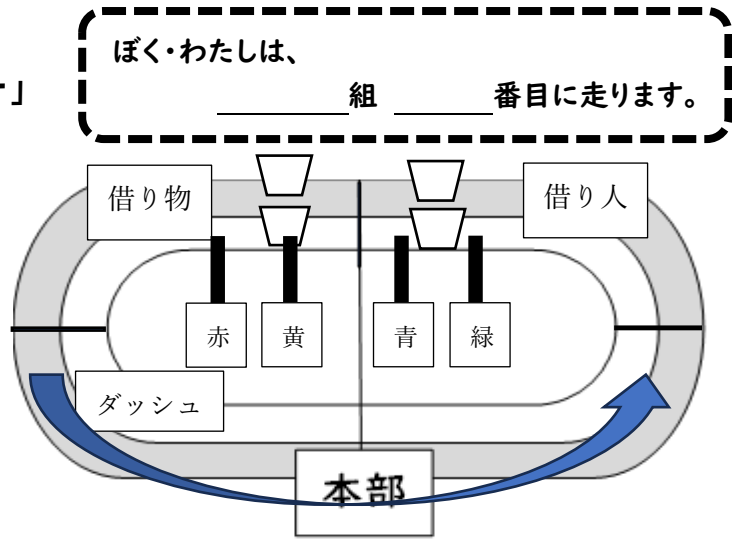 ぼく・わたしは、
」
組 番目に走ります。
借り物
借り人
赤
黄
青
緑
ダッシュ
本部